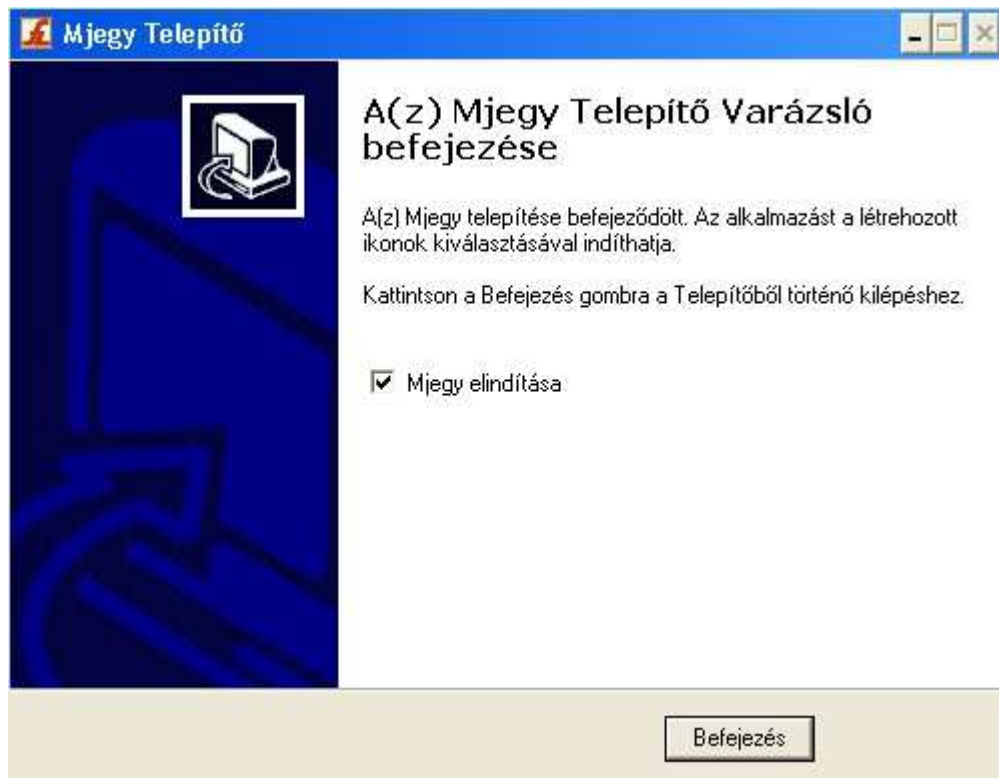 Mjegy Telepítő
A(z) Mjegy Telepítő Varázsló
befejezése
A(z) Mjegy telepítése befejeződött. Az alkalmazást a létrehozott
ikonok kiválasztásával indíthatja.
Kattintson a Befejezés gombra a Telepítőből történő kilépéshez.
Mjegy elindítása
Befejezés